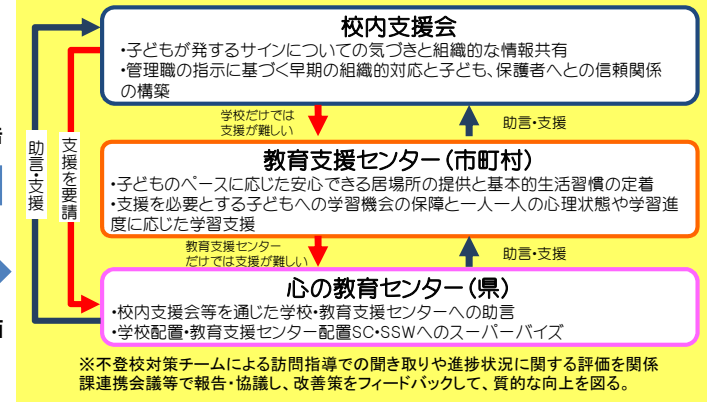 校内支援会
・子どもが発するサインについての気づきと組織的な情報共有
・管理職の指示に基づく早期の組織的対応と子ども、保護者へとの信頼関係
の構築
学校だけでは
支援が難しい
助言・支援
教育支援センター（市町村）
・子どものペースに応じた安心できる居場所の提供と基本的生活習慣の定着
・支援を必要とする子どもへの学習機会の保障と一人一人の心理状態や学習進
度に応じた学習支援
教育支援センター
だけでは支援が難しい
助言・支援
心の教育センター（県）
・校内支援会等を通じた学校・教育支援センターへの助言
・学校配置・教育支援センター配置SC・SSWへのスーパーバイズ
助言・支援
支援を要請
※不登校対策チームによる訪問指導での聞き取りや進捗状況に関する評価を関係
課連携会議等で報告・協議し、改善策をフィードバックして、質的な向上を図る。